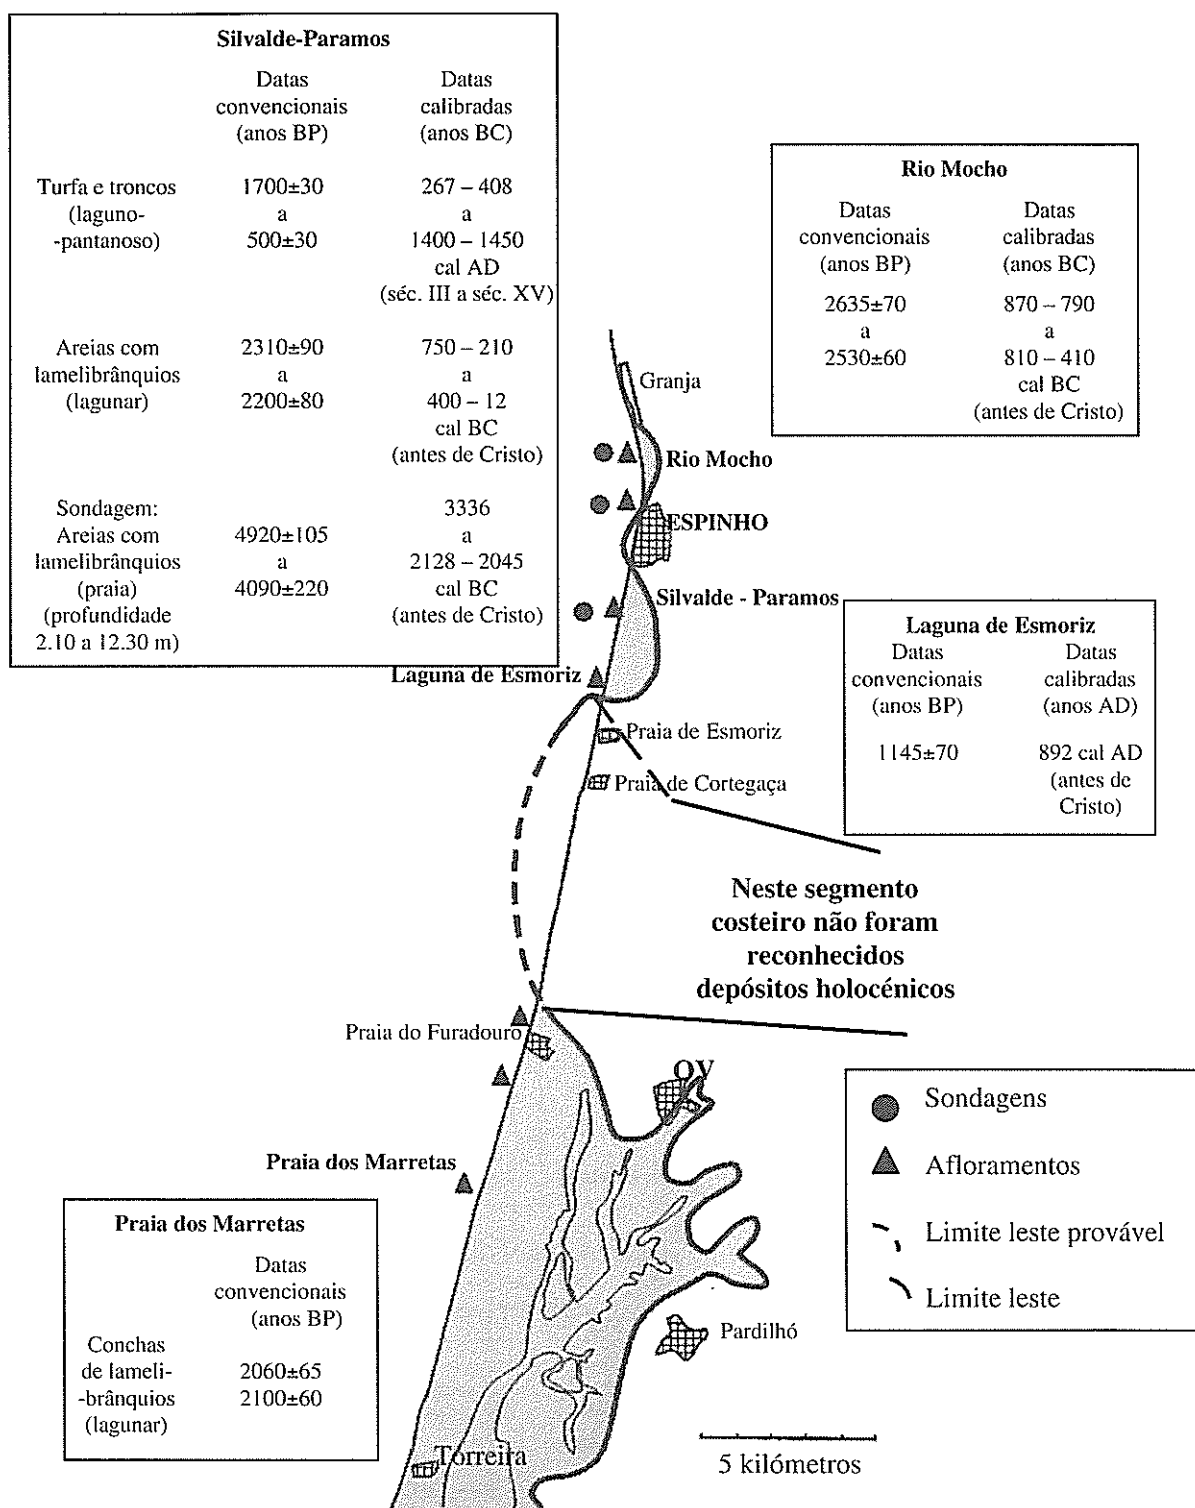 Silvalde-Paramos
Datas Datas
convencionais calibradas
(anos BP) (anos BC)
Turfa e troncos 1700±30 267 – 408
(laguno- a a
-pantanoso) 500±30 1400 – 1450
cal AD
(séc. III a séc. XV)
Areias com 2310±90 750 – 210
lamelibrânquios a a
(lagunar) 2200±80 400 – 12
cal BC
(antes de Cristo)
Sondagem: 3336
Areias com 4920±105 a
lamelibrânquios a 2128 – 2045
(praia) 4090±220 cal BC
(profundidade (antes de Cristo)
2.10 a 12.30 m)
Rio Mocho
Datas Datas
convencionais calibradas
(anos BP) (anos BC)
2635±70 870 – 790
a a
2530±60 810 – 410
cal BC
(antes de Cristo)
Granja
Rio Mocho
ESPINHO
Silvalde - Paramos
Laguna de Esmoriz
Datas Datas
convencionais calibradas
(anos BP) (anos AD)
1145±70 892 cal AD
(antes de
Cristo)
Laguna de Esmoriz
Praia de Esmoriz
Praia de Cortegaça
Neste segmento
costeiro não foram
reconhecidos
depósitos holocénicos
Praia do Furadouro
OV
Sondagens
Afloramentos
Limite leste provável
Limite leste
Praia dos Marretas
Praia dos Marretas
Datas
convencionais
(anos BP)
Conchas
de lameli- 2060±65
-brânquios 2100±60
(lagunar)
Pardilhó
Torreira
5 kilómetros